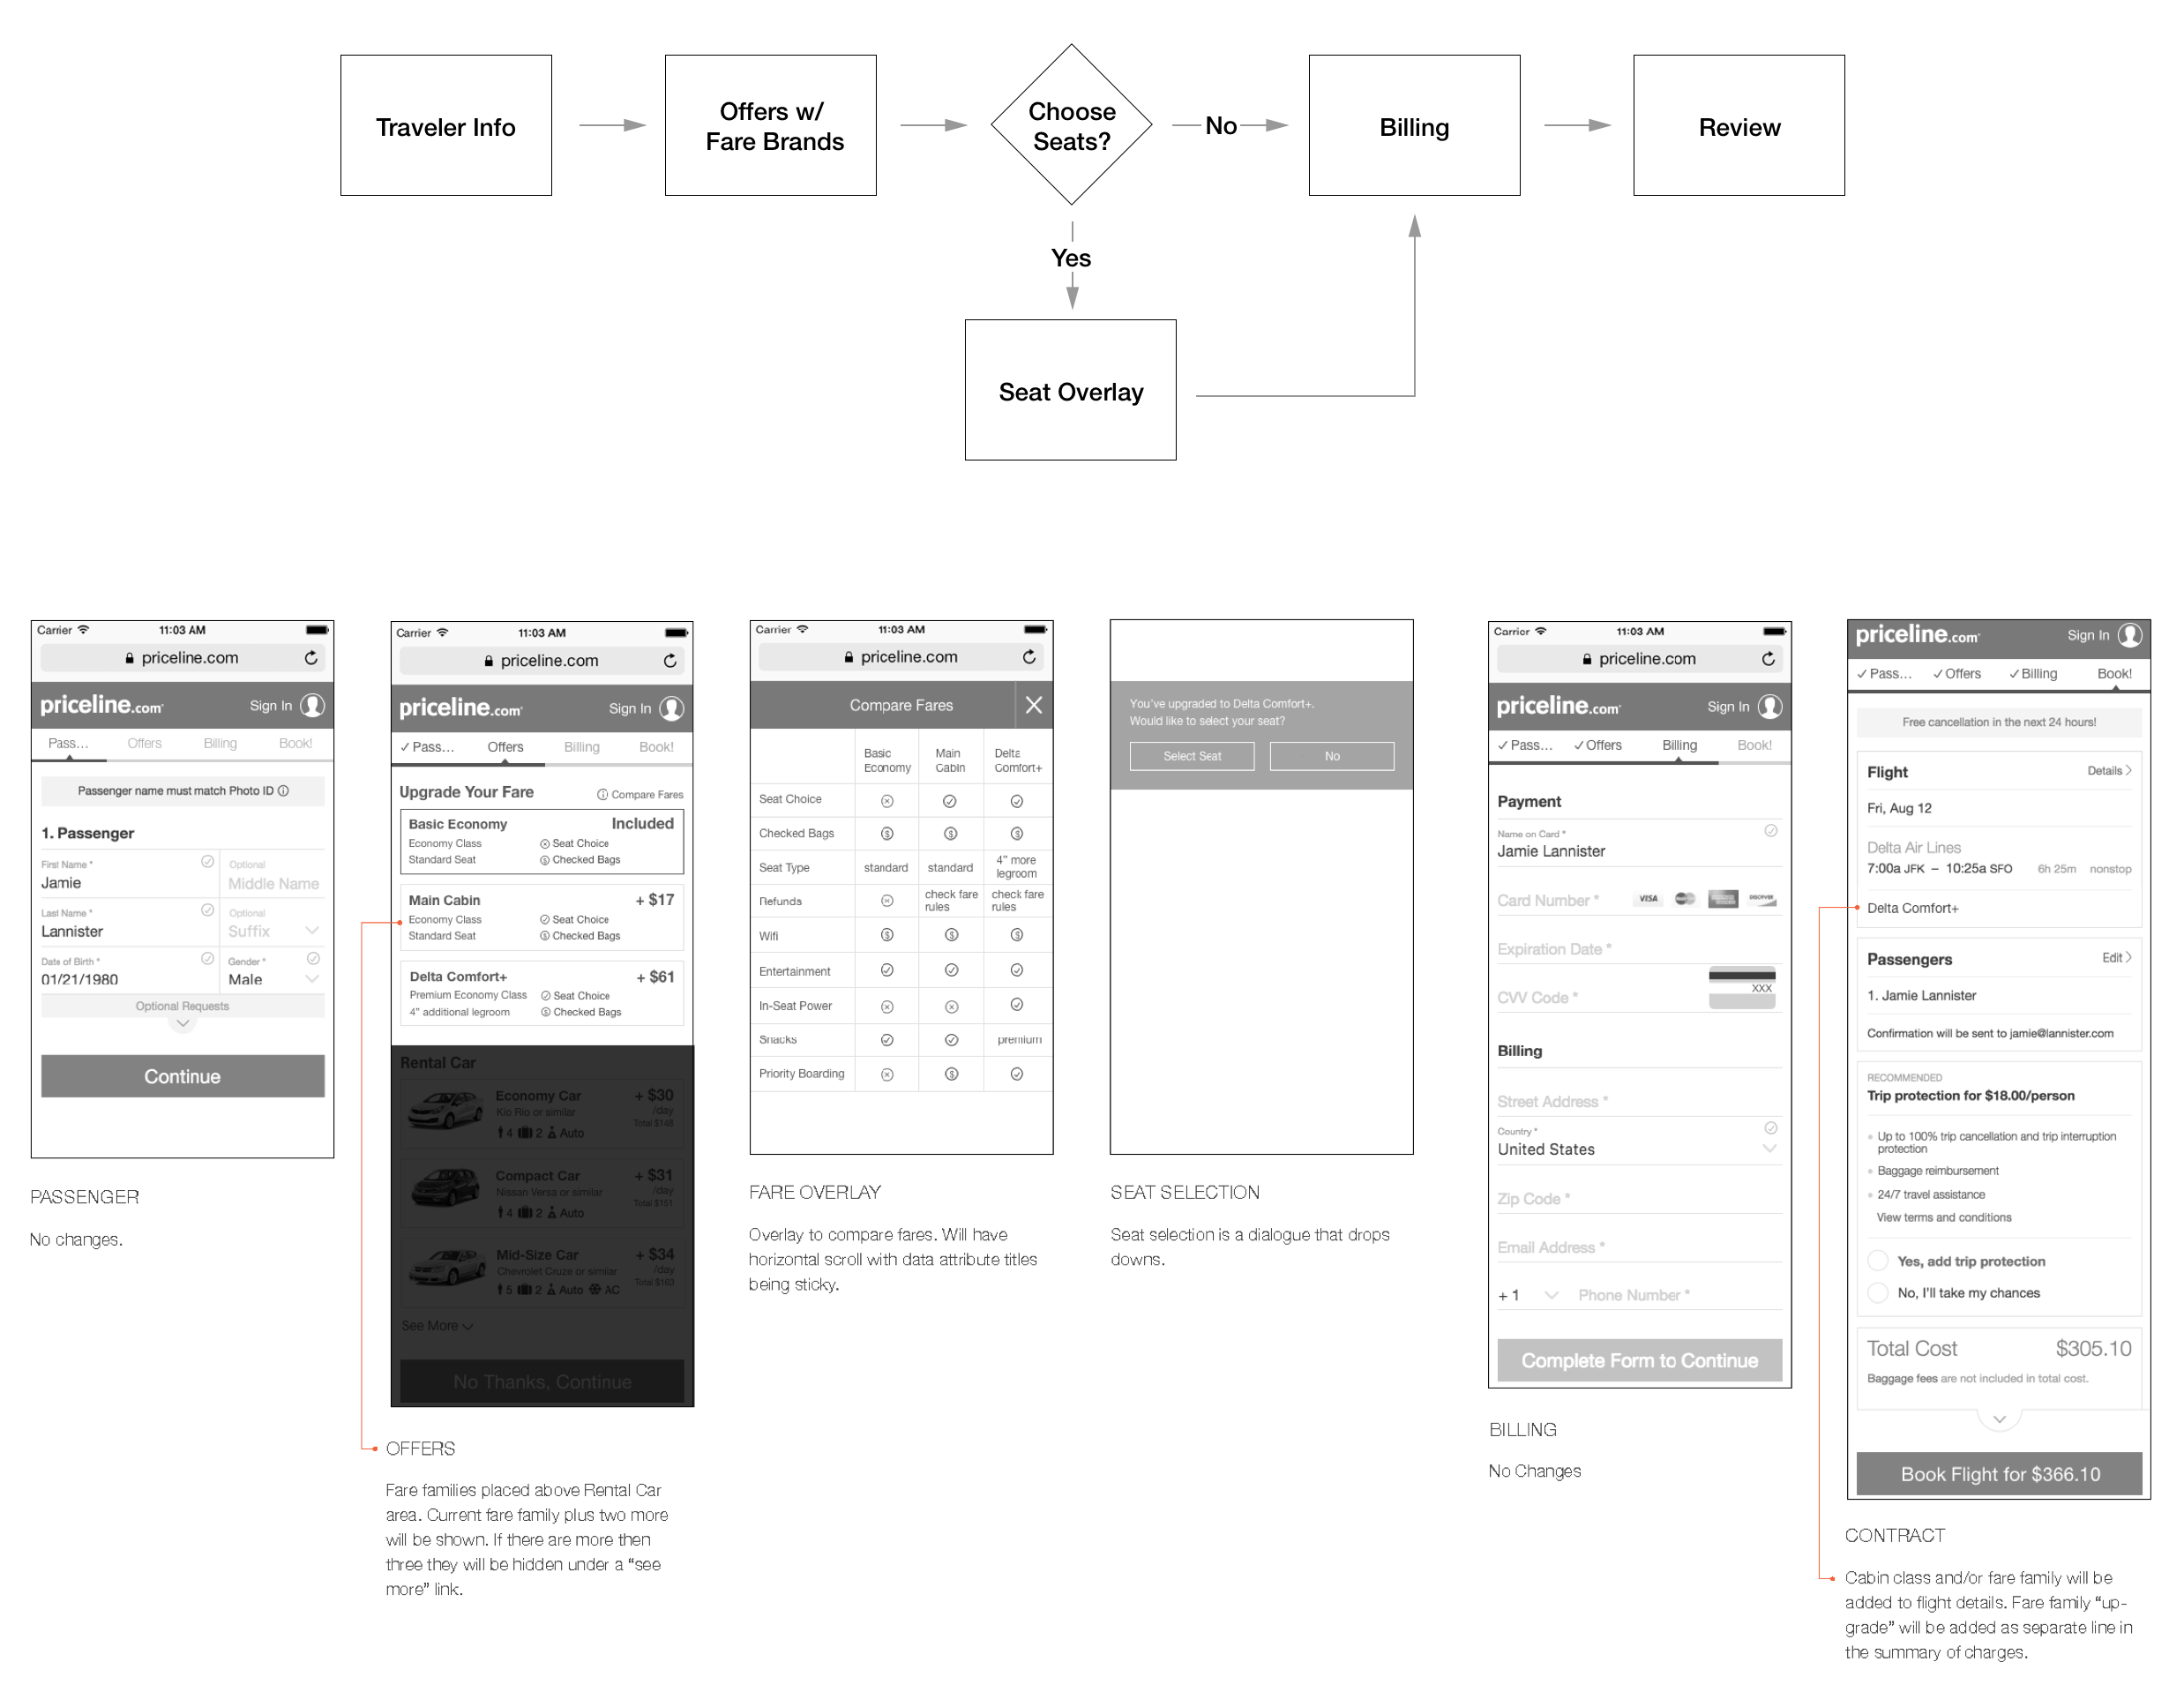 Traveler Info
Offers w/
Fare Brands
Choose
Seats?
No
Billing
Review
Yes
Seat Overlay
Carrier
11:03 AM
priceline.com
priceline.com
Sign In
Pass...
Offers
Billing
Book!
Passenger name must match Photo ID
1. Passenger
First Name *
Optional
Jamie
Middle Name
Last Name *
Optional
Lannister
Suffix
Date of Birth *
Gender *
01/21/1980
Male
Optional Requests
Continue
PASSENGER
No changes.
Carrier
11:03 AM
priceline.com
priceline.com
Sign In
✓ Pass...
Offers
Billing
Book!
Upgrade Your Fare
Compare Fares
Basic Economy
Included
Economy Class
Seat Choice
Standard Seat
Checked Bags
Main Cabin
+ $17
Economy Class
Seat Choice
Standard Seat
Checked Bags
Delta Comfort+
+ $61
Premium Economy Class
Seat Choice
4" additional legroom
Checked Bags
Rental Car
Economy Car
+ $30
Kio Rio or similar
/day
Total $148
4 2 Auto
Compact Car
+ $31
Nissan Versa or similar
/day
Total $151
4 2 Auto
Mid-Size Car
+ $34
Chevrolet Cruze or similar
/day
Total $163
5 2 Auto AC
See More
No Thanks, Continue
OFFERS
Fare families placed above Rental Car
area. Current fare family plus two more
will be shown. If there are more then
three they will be hidden under a “see
more” link.
Carrier
11:03 AM
priceline.com
Compare Fares
Basic
Economy
Main
Cabin
Delta
Comfort+
Seat Choice
Checked Bags
Seat Type
standard
standard
4" more
legroom
Refunds
check fare
rules
check fare
rules
Wifi
Entertainment
In-Seat Power
Snacks
premium
Priority Boarding
FARE OVERLAY
Overlay to compare fares. Will have
horizontal scroll with data attribute titles
being sticky.
You've upgraded to Delta Comfort+.
Would like to select your seat?
Select Seat
No
SEAT SELECTION
Seat selection is a dialogue that drops
downs.
Carrier
11:03 AM
priceline.com
priceline.com
Sign In
✓ Pass...
✓ Offers
Billing
Book!
Payment
Name on Card *
Jamie Lannister
Card Number *
VISA
DISCOVER
Expiration Date *
CVV Code *
XXX
Billing
Street Address *
Country *
United States
Zip Code *
Email Address *
+ 1
Phone Number *
Complete Form to Continue
BILLING
No Changes
priceline.com
Sign In
✓ Pass...
✓ Offers
✓ Billing
Book!
Free cancellation in the next 24 hours!
Flight
Details
Fri, Aug 12
Delta Air Lines
7:00a JFK – 10:25a SFO
6h 25m
nonstop
Delta Comfort+
Passengers
Edit
1. Jamie Lannister
Confirmation will be sent to jamie@lannister.com
RECOMMENDED
Trip protection for $18.00/person
Up to 100% trip cancellation and trip interruption
protection
Baggage reimbursement
24/7 travel assistance
View terms and conditions
Yes, add trip protection
No, I'll take my chances
Total Cost
$305.10
Baggage fees are not included in total cost.
Book Flight for $366.10
CONTRACT
Cabin class and/or fare family will be
added to flight details. Fare family “up-
grade” will be added as separate line in
the summary of charges.